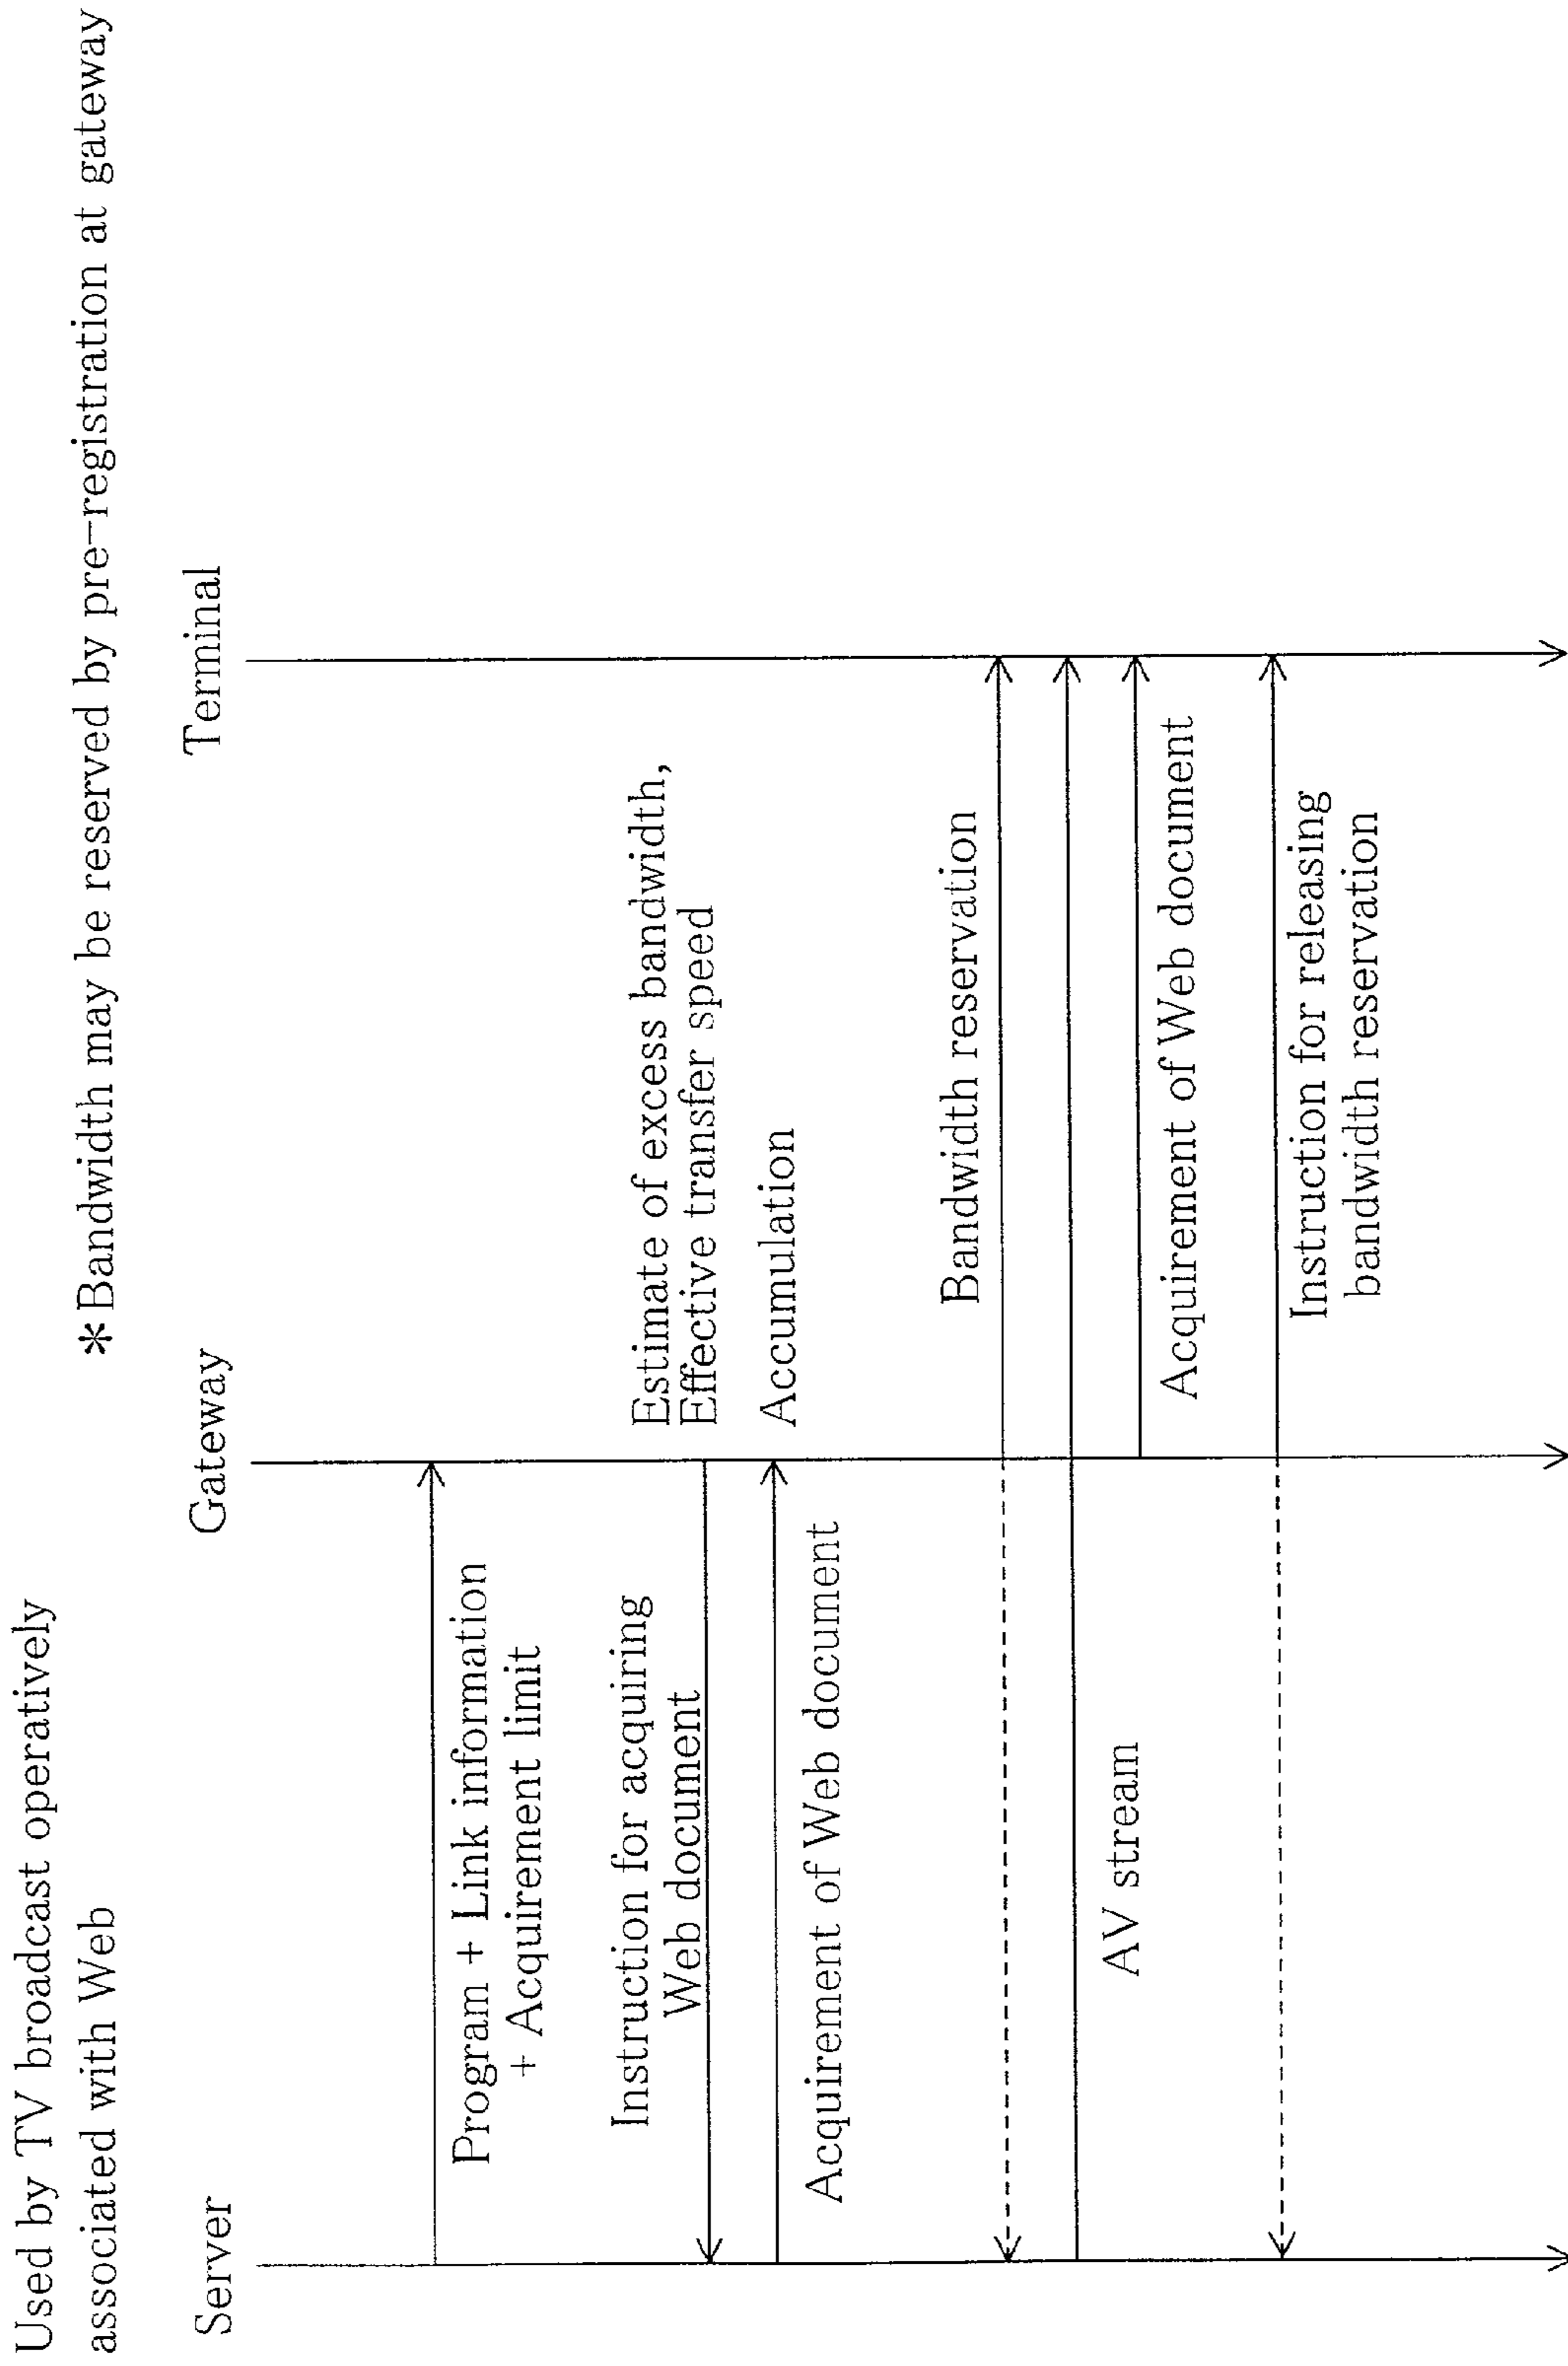 Used by TV broadcast operatively
associated with Web
*Bandwidth may be reserved by pre-registration at gateway
Server
Gateway
Terminal
Program + Link information
+ Acquirement limit
Instruction for acquiring
Web document
Estimate of excess bandwidth,
Effective transfer speed
Acquirement of Web document
Accumulation
Bandwidth reservation
AV stream
Acquirement of Web document
Instruction for releasing
bandwidth reservation